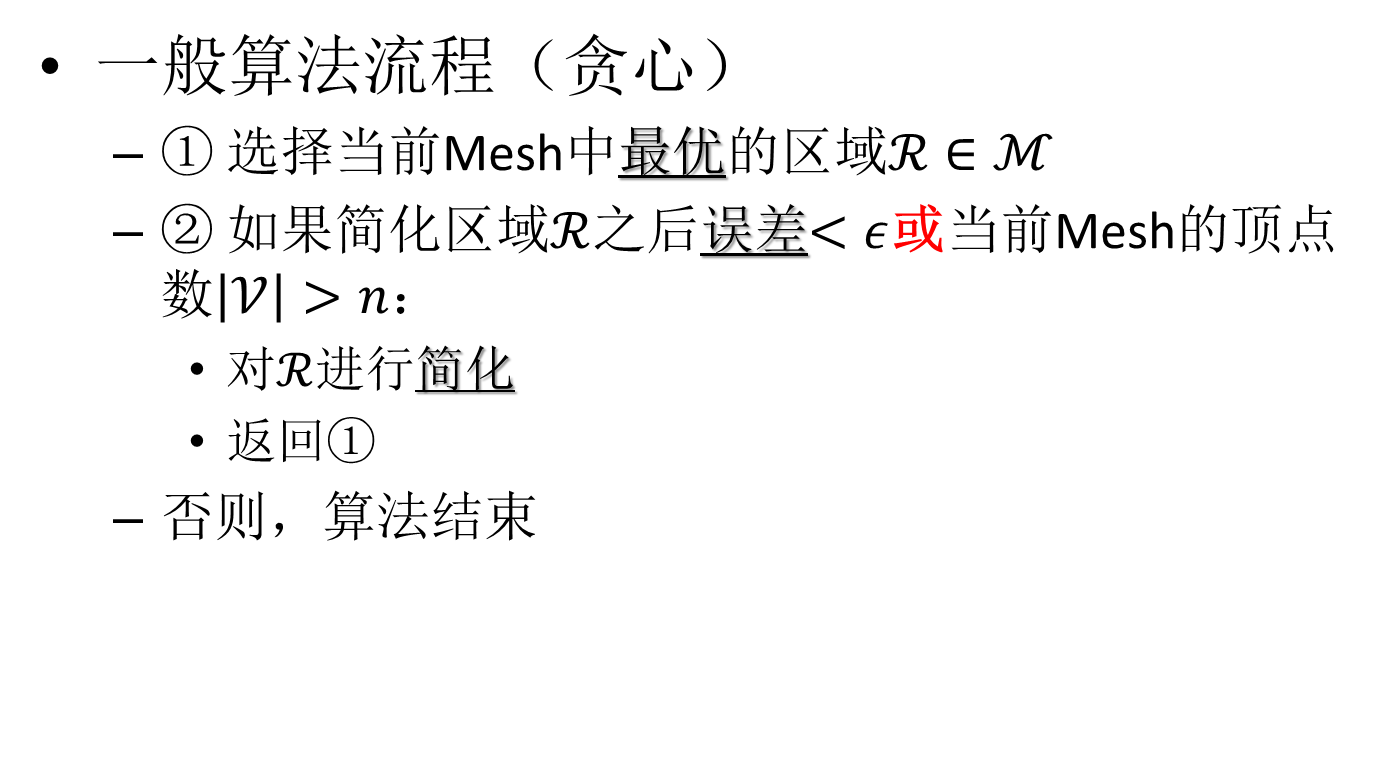 • 一般算法流程（贪心）
– ① 选择当前Mesh中最优的区域ℛ ∈ ℳ
– ② 如果简化区域ℛ之后误差< ϵ或当前Mesh的顶点
数|𝒱| > n：
• 对ℛ进行简化
• 返回①
– 否则，算法结束